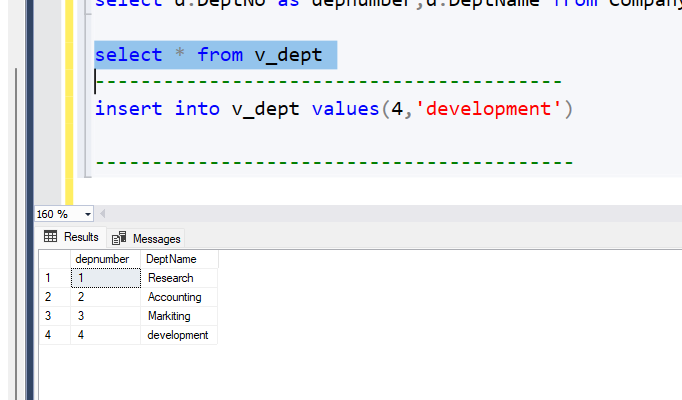 select d.DeptNo as depnumber,d.DeptName from Company
select * from v_dept
-----------------------------------------
insert into v_dept values(4,'development')
------------------------------------------
160 %
Results Messages
depnumber DeptName
1 1 Research
2 2 Accounting
3 3 Markiting
4 4 development